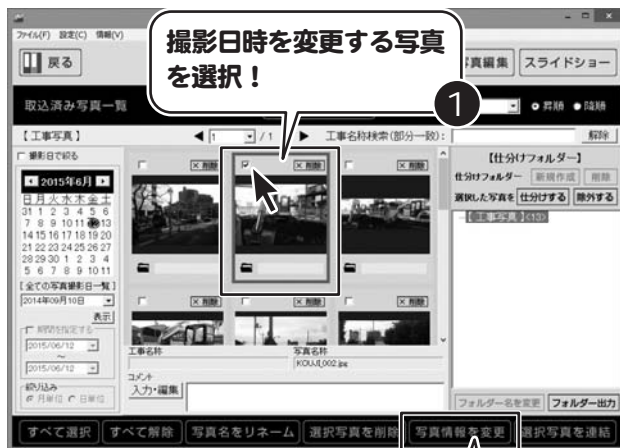 ファイル(F) 設定(C) 情報(V)
戻る
撮影日時を変更する写真
を選択！
1
写真編集 スライドショー
取込済み写真一覧
昇順 降順
【工事写真】
1 / 1
工事名称検索(部分一致):
解除
撮影日で絞る
2015年6月
日 月 火 水 木 金 土
31 1 2 3 4 5 6
7 8 9 10 11 12 13
14 15 16 17 18 19 20
21 22 23 24 25 26 27
28 29 30 1 2 3 4
5 6 7 8 9 10 11
[全ての写真撮影日一覧]
2014年09月10日
表示
期間を指定する
2015/06/12
～
2015/06/12
絞り込み
月単位 日単位
×削除 ×削除 ×削除
×削除 ×削除 ×削除
工事名称
写真名称
KOUJI_002.jpg
コメント
入力・編集
【仕分けフォルダー】
仕分けフォルダー 新規作成 削除
選択した写真を 仕分けする 除外する
【工事写真】<13>
フォルダー名を変更 フォルダー出力
すべて選択 すべて解除 写真名をリネーム 選択写真を削除 写真情報を変更 選択写真を連結